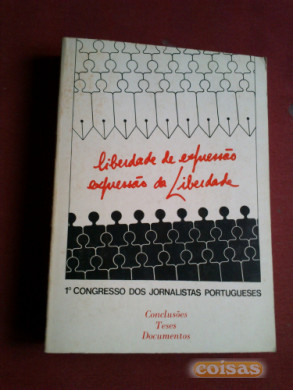 liberdade de expressão
expressão da Liberdade
1º CONGRESSO DOS JORNALISTAS PORTUGUESES
Conclusões
Teses
Documentos
coisas